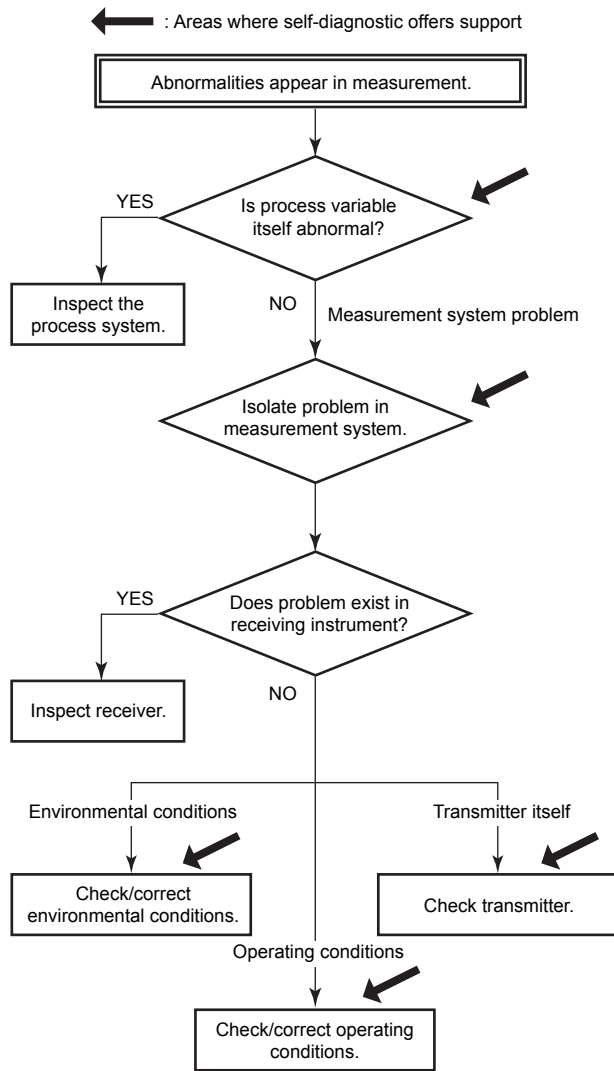 : Areas where self-diagnostic offers support
Abnormalities appear in measurement.
YES
Is process variable
itself abnormal?
Inspect the
process system.
NO
Measurement system problem
Isolate problem in
measurement system.
YES
Does problem exist in
receiving instrument?
NO
Inspect receiver.
Environmental conditions
Transmitter itself
Check/correct
environmental conditions.
Check transmitter.
Operating conditions
Check/correct operating
conditions.